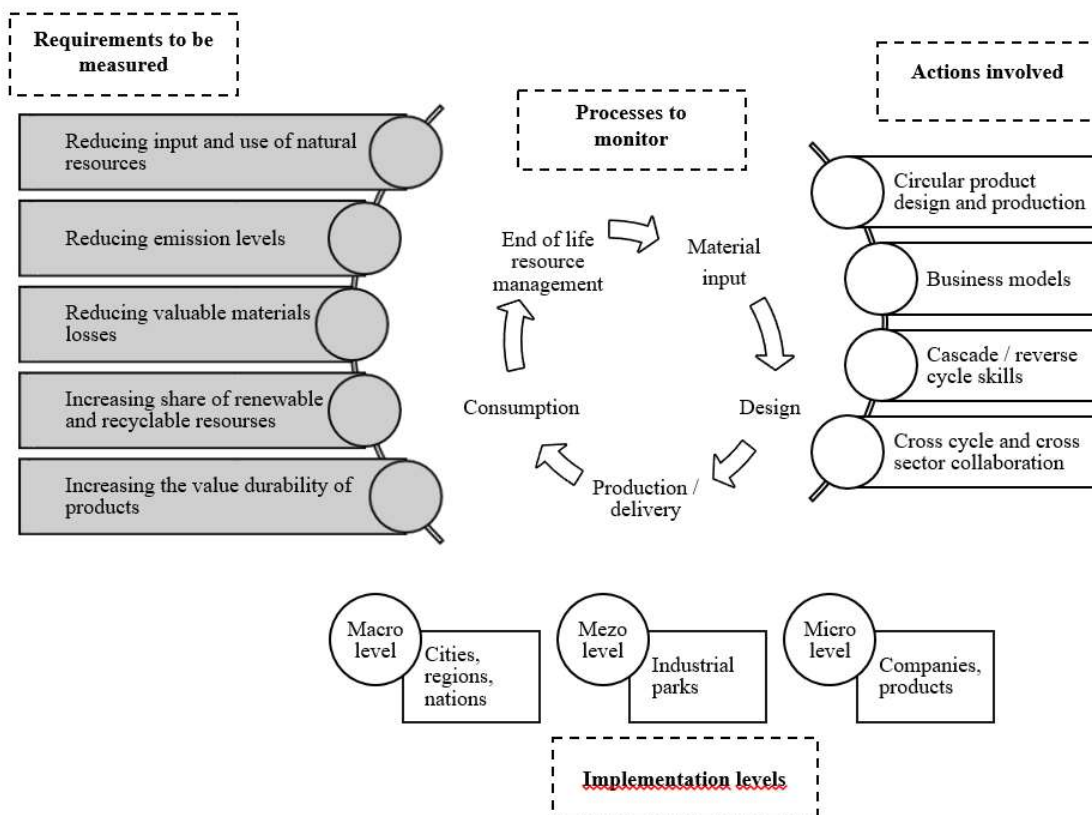 Requirements to be
measured
Reducing input and use of natural
resources
Reducing emission levels
Reducing valuable materials
losses
Increasing share of renewable
and recyclable resourses
Increasing the value durability of
products
Processes to
monitor
End of life
resource
management
Material
input
Consumption
Design
Production /
delivery
Actions involved
Circular product
design and production
Business models
Cascade / reverse
cycle skills
Cross cycle and cross
sector collaboration
Macro
level
Cities,
regions,
nations
Mezo
level
Industrial
parks
Micro
level
Companies,
products
Implementation levels